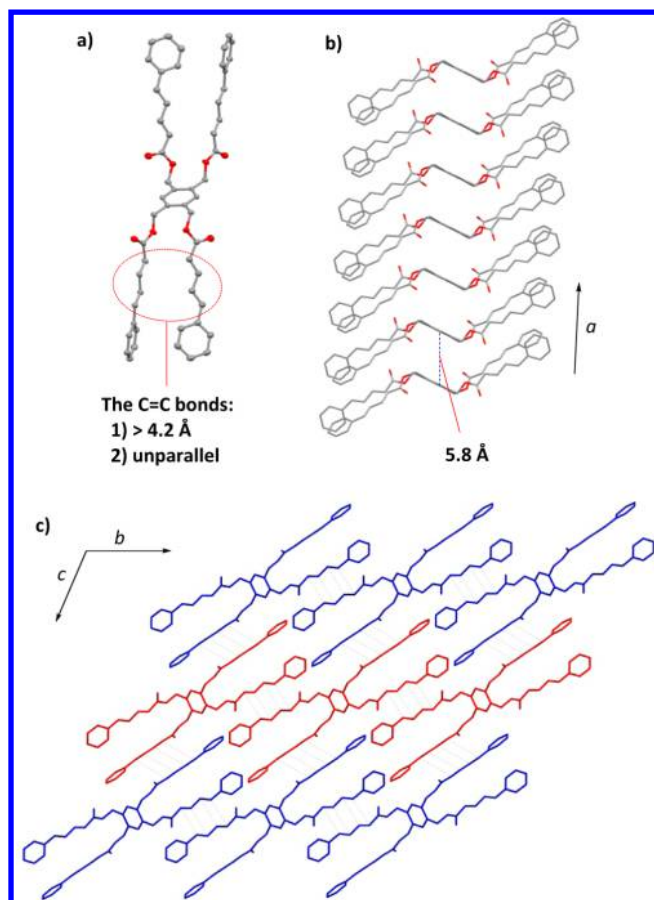 a)
The C=C bonds:
1) > 4.2 Å
2) unparallel
b)
a
5.8 Å
c)
b
c